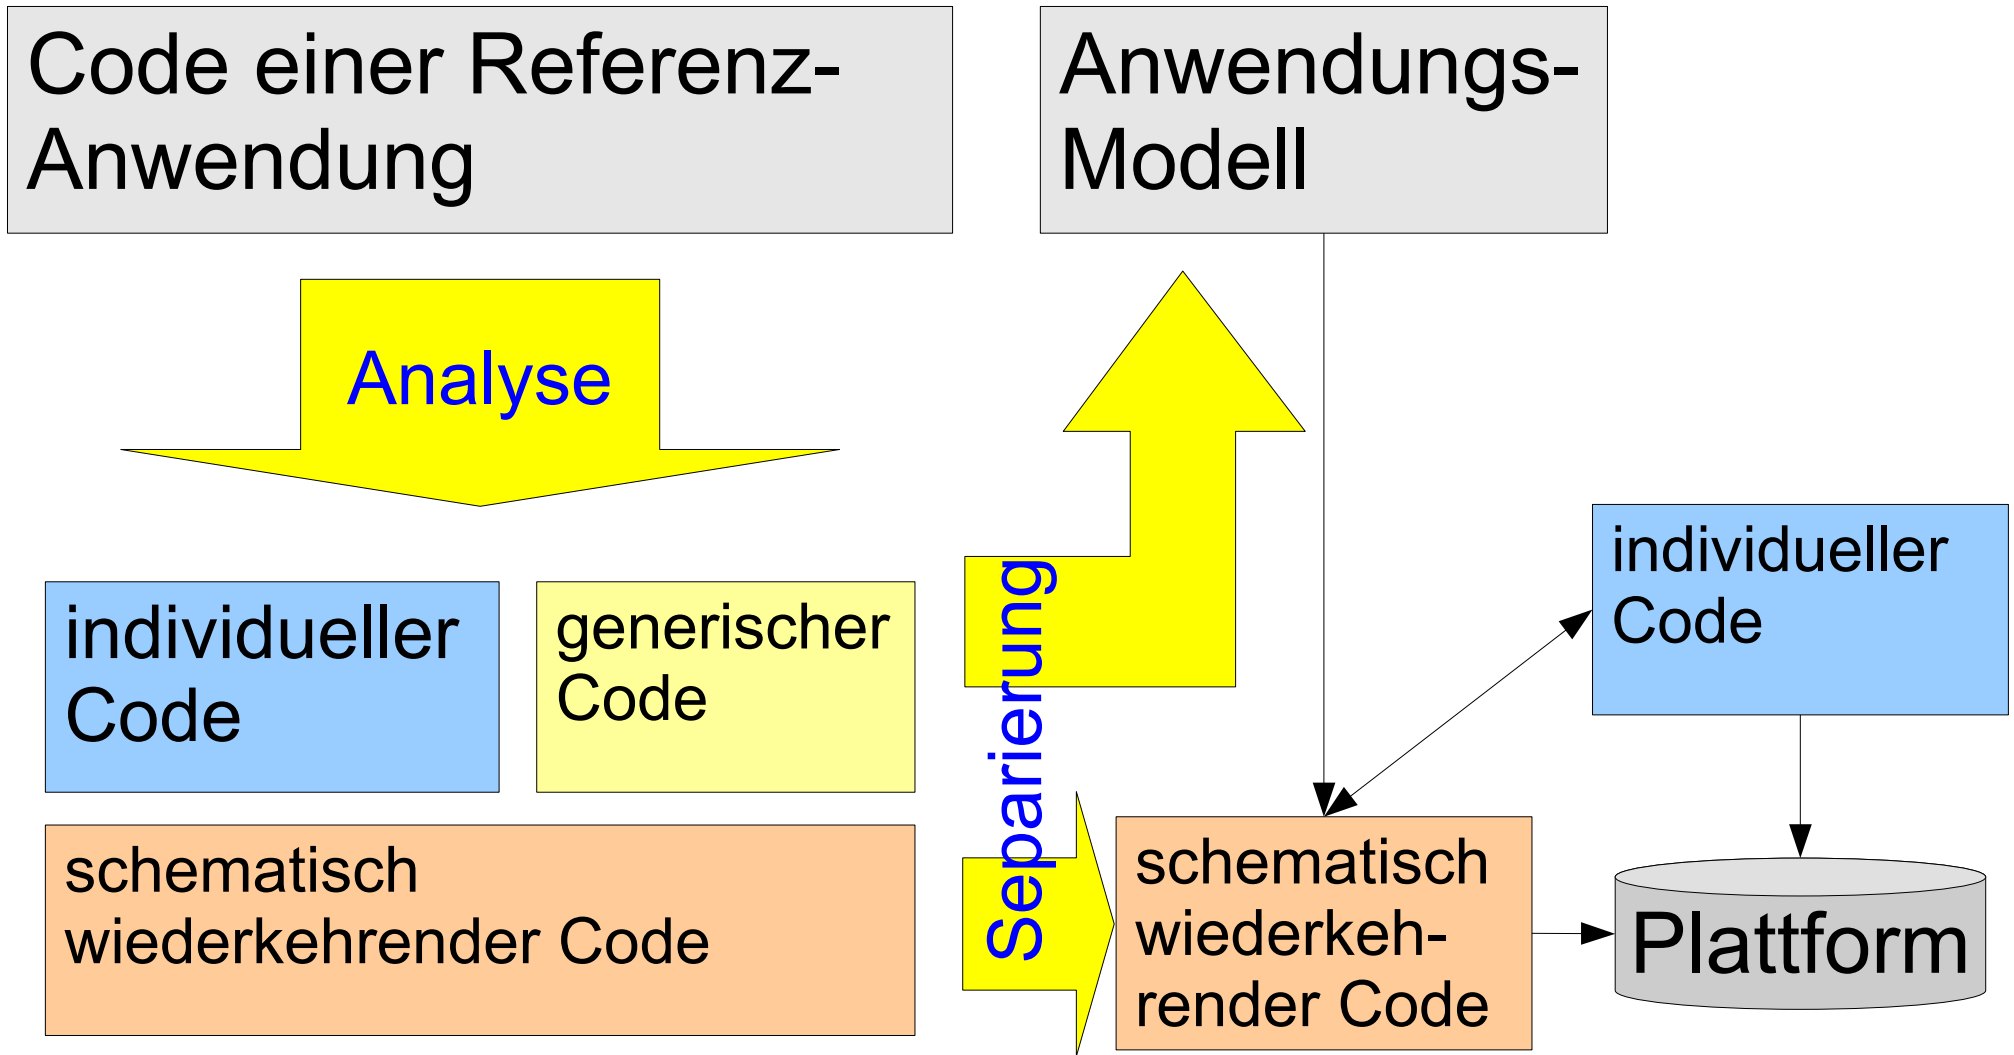 Code einer Referenz-
Anwendung
Anwendungs-
Modell
Analyse
individueller
Code
generischer
Code
schematisch
wiederkehrender Code
Separierung
individueller
Code
schematisch
wiederkeh-
render Code
Plattform